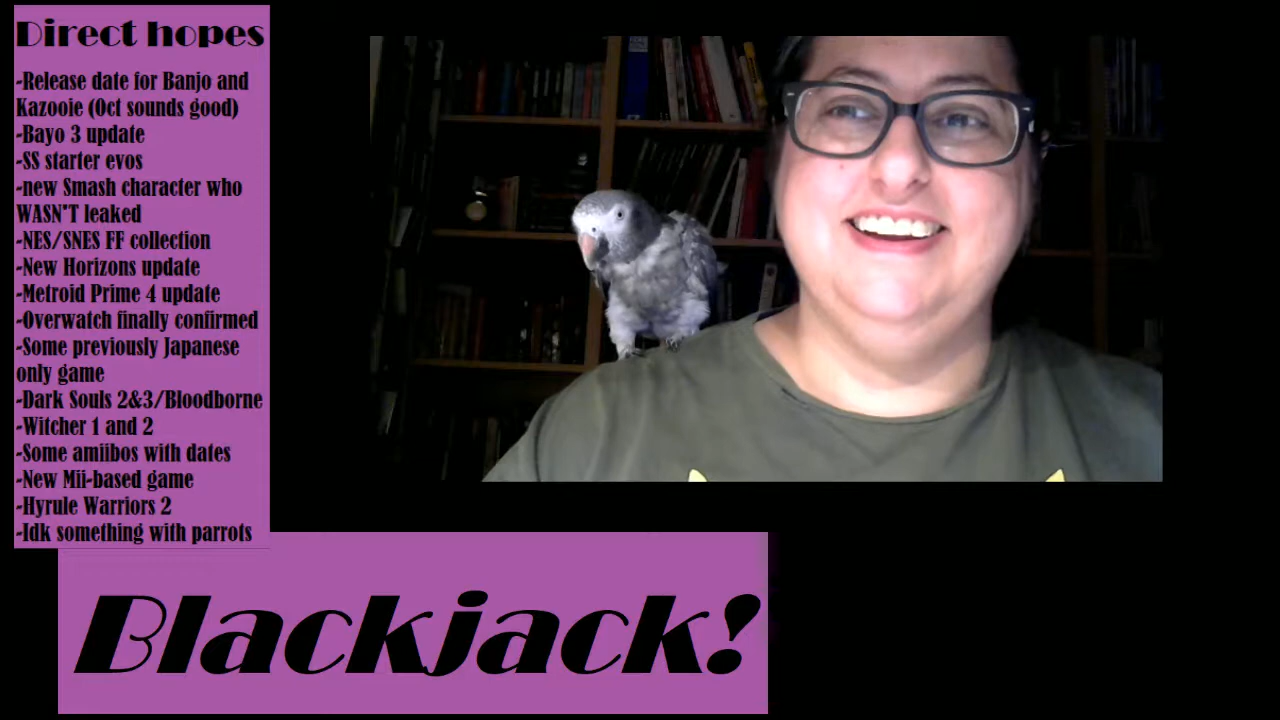 Direct hopes
-Release date for Banjo and
Kazooie (Oct sounds good)
-Bayo 3 update
-SS starter evos
-new Smash character who
WASN'T leaked
-NES/SNES FF collection
-New Horizons update
-Metroid Prime 4 update
-Overwatch finally confirmed
-Some previously Japanese
only game
-Dark Souls 2&3/Bloodborne
-Witcher 1 and 2
-Some amiibos with dates
-New Mii-based game
-Hyrule Warriors 2
-Idk something with parrots
Blackjack!